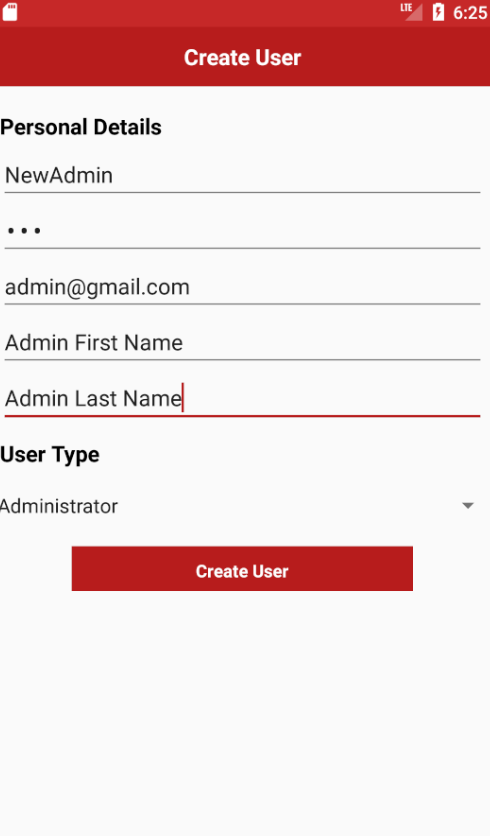 LTE 6:25
Create User
Personal Details
NewAdmin
•••
admin@gmail.com
Admin First Name
Admin Last Name
User Type
Administrator
Create User